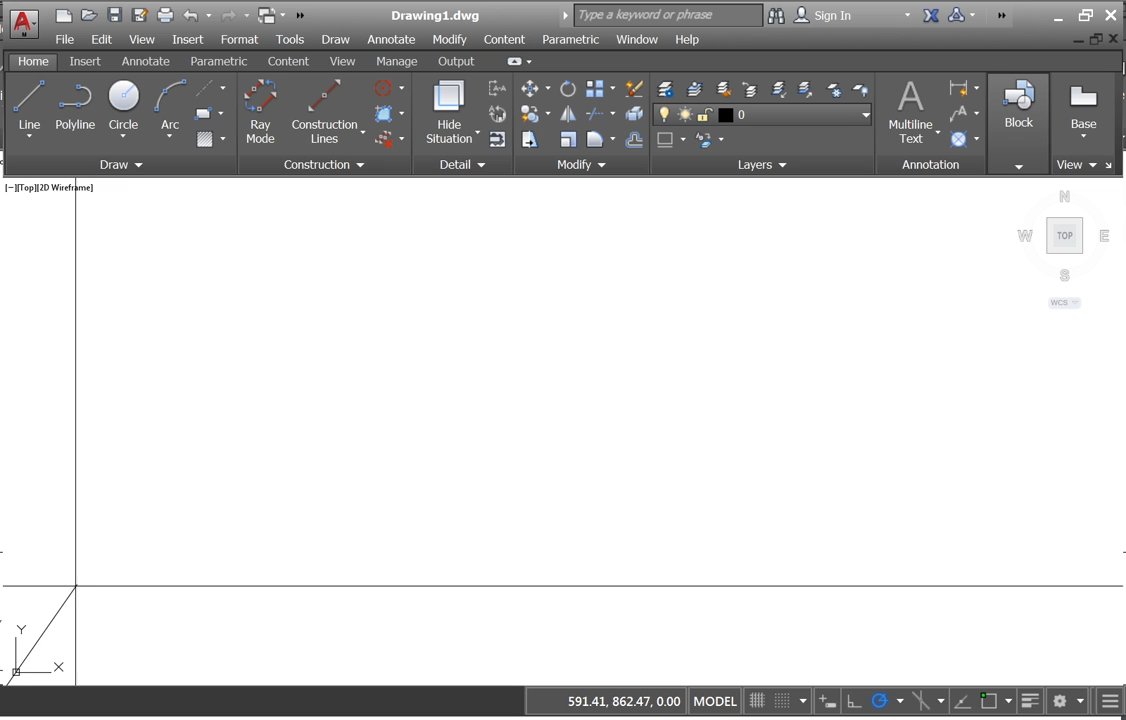 Drawing1.dwg
Type a keyword or phrase
Sign In
File Edit View Insert Format Tools Draw Annotate Modify Content Parametric Window Help
Home Insert Annotate Parametric Content View Manage Output
Line Polyline Circle Arc
Ray Mode
Construction Lines
Hide Situation
0
Multiline Text
Block
Base
Draw Construction Detail Modify Layers Annotation View
[−][Top][2D Wireframe]
N
W TOP E
S
WCS
Y
X
591.41, 862.47, 0.00 MODEL